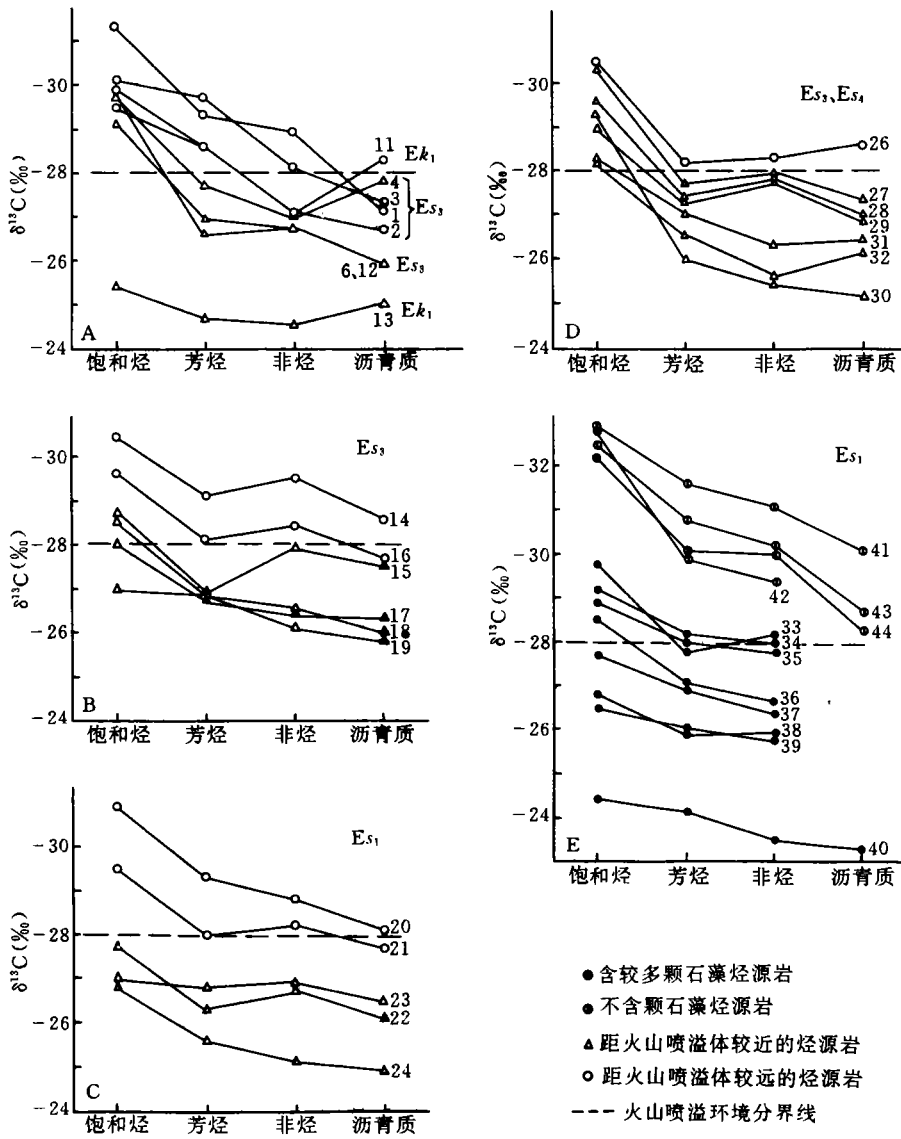 δ¹³C(‰)
-30
-28
-26
-24
A
11
Ek₁
4
3
1
2
Es₃
6、12
Es₃
Ek₁
13
饱和烃 芳烃 非烃 沥青质
δ¹³C(‰)
-30
-28
-26
-24
D
Es₃、Es₄
26
27
28
29
31
32
30
饱和烃 芳烃 非烃 沥青质
δ¹³C(‰)
-30
-28
-26
-24
B
Es₃
14
16
15
17
18
19
饱和烃 芳烃 非烃 沥青质
δ¹³C(‰)
-30
-28
-26
-24
C
Es₁
20
21
23
22
24
饱和烃 芳烃 非烃 沥青质
δ¹³C(‰)
-32
-30
-28
-26
-24
E
Es₁
41
42
43
44
33
34
35
36
37
38
39
40
饱和烃 芳烃 非烃 沥青质
含较多颗石藻烃源岩
不含颗石藻烃源岩
距火山喷溢体较近的烃源岩
距火山喷溢体较远的烃源岩
火山喷溢环境分界线